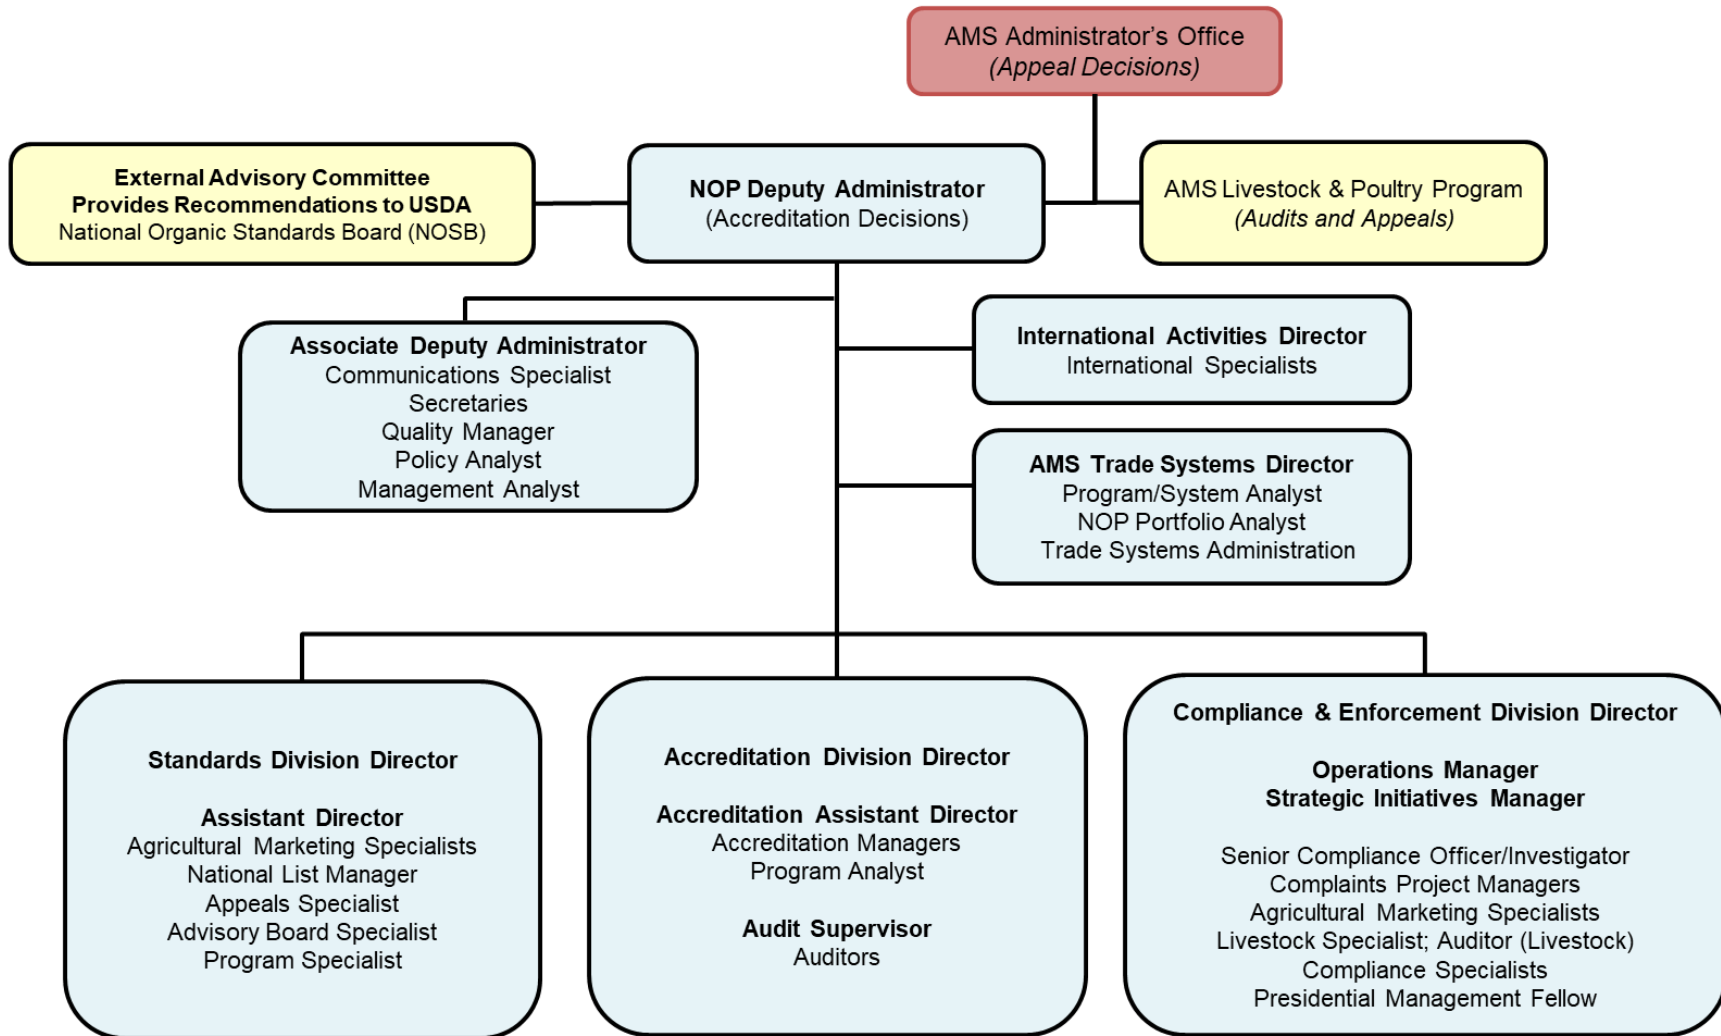 AMS Administrator’s Office
(Appeal Decisions)
External Advisory Committee
Provides Recommendations to USDA
National Organic Standards Board (NOSB)
NOP Deputy Administrator
(Accreditation Decisions)
AMS Livestock & Poultry Program
(Audits and Appeals)
Associate Deputy Administrator
Communications Specialist
Secretaries
Quality Manager
Policy Analyst
Management Analyst
International Activities Director
International Specialists
AMS Trade Systems Director
Program/System Analyst
NOP Portfolio Analyst
Trade Systems Administration
Standards Division Director
Assistant Director
Agricultural Marketing Specialists
National List Manager
Appeals Specialist
Advisory Board Specialist
Program Specialist
Accreditation Division Director
Accreditation Assistant Director
Accreditation Managers
Program Analyst
Audit Supervisor
Auditors
Compliance & Enforcement Division Director
Operations Manager
Strategic Initiatives Manager
Senior Compliance Officer/Investigator
Complaints Project Managers
Agricultural Marketing Specialists
Livestock Specialist; Auditor (Livestock)
Compliance Specialists
Presidential Management Fellow